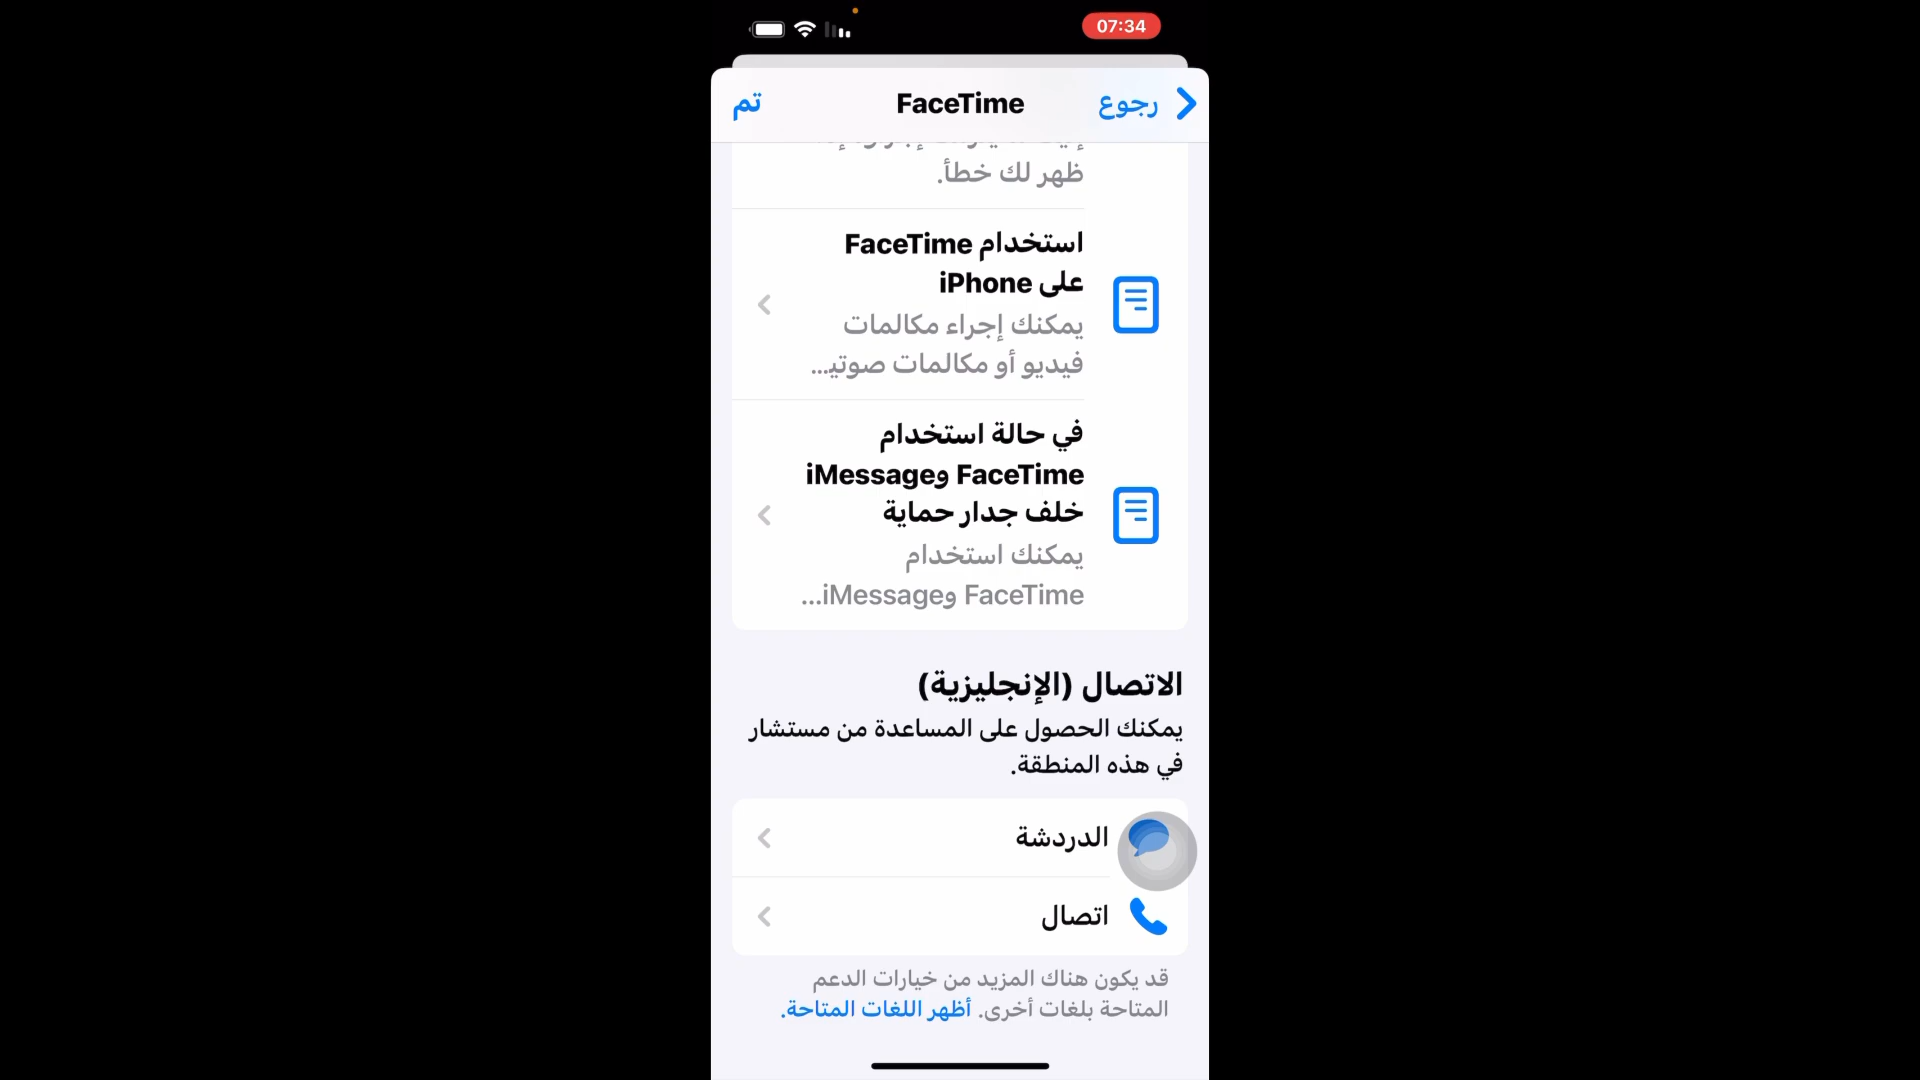 07:34
رجوع
FaceTime
تم
ظهر لك خطأ.
استخدام FaceTime
على iPhone
يمكنك إجراء مكالمات
فيديو أو مكالمات صوتيـ...
في حالة استخدام
FaceTime وiMessage
خلف جدار حماية
يمكنك استخدام
FaceTime وiMessage...
الاتصال (الإنجليزية)
يمكنك الحصول على المساعدة من مستشار
في هذه المنطقة.
الدردشة
اتصال
قد يكون هناك المزيد من خيارات الدعم
المتاحة بلغات أخرى. أظهر اللغات المتاحة.